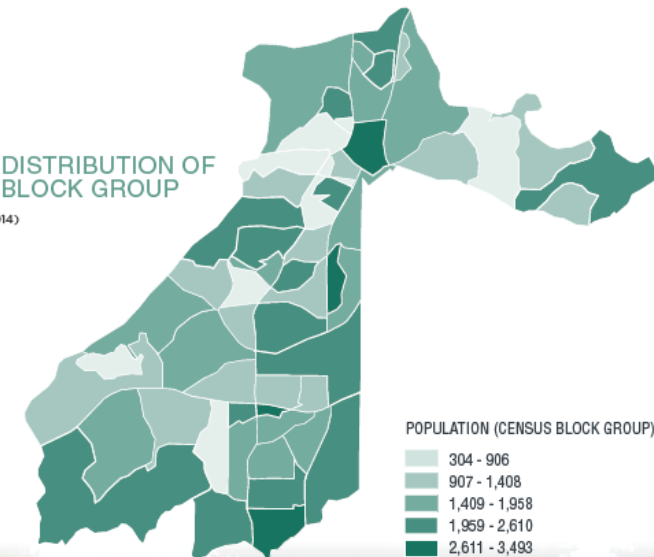 DISTRIBUTION OF
BLOCK GROUP
014)
POPULATION (CENSUS BLOCK GROUP)
304 - 906
907 - 1,408
1,409 - 1,958
1,959 - 2,610
2,611 - 3,493